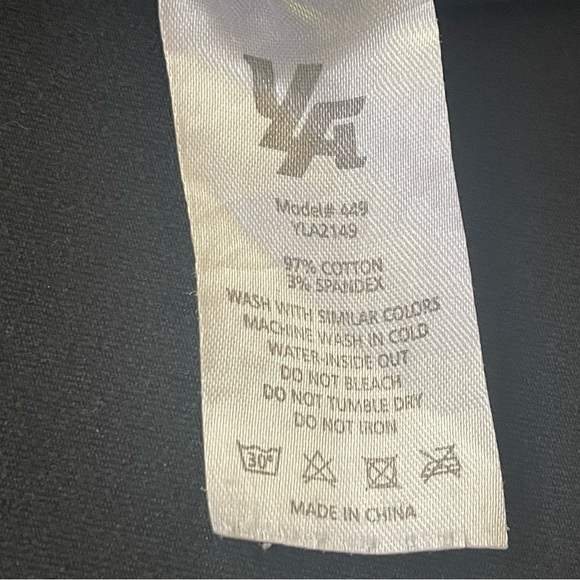 YLA
Model# 449
YLA2149
97% COTTON
3% SPANDEX
WASH WITH SIMILAR COLORS
MACHINE WASH IN COLD
WATER-INSIDE OUT
DO NOT BLEACH
DO NOT TUMBLE DRY
DO NOT IRON
30°
MADE IN CHINA